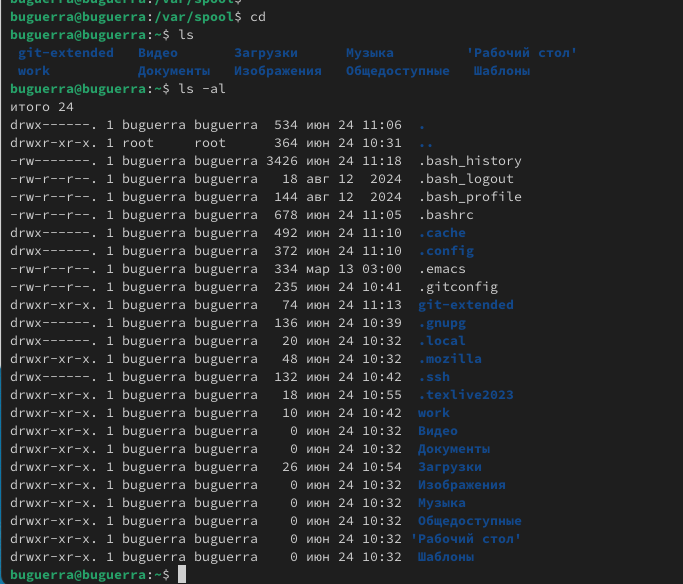 buguerra@buguerra:/var/spool$
buguerra@buguerra:/var/spool$ cd
buguerra@buguerra:~$ ls
git-extended Видео Загрузки Музыка 'Рабочий стол'
work Документы Изображения Общедоступные Шаблоны
buguerra@buguerra:~$ ls -al
итого 24
drwx------. 1 buguerra buguerra 534 июн 24 11:06 .
drwxr-xr-x. 1 root root 364 июн 24 10:31 ..
-rw-------. 1 buguerra buguerra 3426 июн 24 11:18 .bash_history
-rw-r--r--. 1 buguerra buguerra 18 авг 12 2024 .bash_logout
-rw-r--r--. 1 buguerra buguerra 144 авг 12 2024 .bash_profile
-rw-r--r--. 1 buguerra buguerra 678 июн 24 11:05 .bashrc
drwx------. 1 buguerra buguerra 492 июн 24 11:10 .cache
drwx------. 1 buguerra buguerra 372 июн 24 11:10 .config
-rw-r--r--. 1 buguerra buguerra 334 мар 13 03:00 .emacs
-rw-r--r--. 1 buguerra buguerra 235 июн 24 10:41 .gitconfig
drwxr-xr-x. 1 buguerra buguerra 74 июн 24 11:13 git-extended
drwx------. 1 buguerra buguerra 136 июн 24 10:39 .gnupg
drwx------. 1 buguerra buguerra 20 июн 24 10:32 .local
drwxr-xr-x. 1 buguerra buguerra 48 июн 24 10:32 .mozilla
drwx------. 1 buguerra buguerra 132 июн 24 10:42 .ssh
drwxr-xr-x. 1 buguerra buguerra 18 июн 24 10:55 .texlive2023
drwxr-xr-x. 1 buguerra buguerra 10 июн 24 10:42 work
drwxr-xr-x. 1 buguerra buguerra 0 июн 24 10:32 Видео
drwxr-xr-x. 1 buguerra buguerra 0 июн 24 10:32 Документы
drwxr-xr-x. 1 buguerra buguerra 26 июн 24 10:54 Загрузки
drwxr-xr-x. 1 buguerra buguerra 0 июн 24 10:32 Изображения
drwxr-xr-x. 1 buguerra buguerra 0 июн 24 10:32 Музыка
drwxr-xr-x. 1 buguerra buguerra 0 июн 24 10:32 Общедоступные
drwxr-xr-x. 1 buguerra buguerra 0 июн 24 10:32 'Рабочий стол'
drwxr-xr-x. 1 buguerra buguerra 0 июн 24 10:32 Шаблоны
buguerra@buguerra:~$